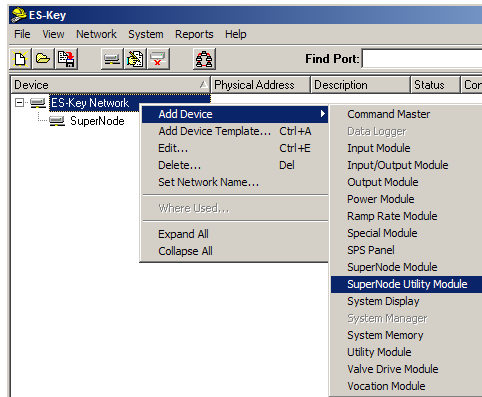 ES-Key
File View Network System Reports Help
Find Port:
Device Physical Address Description Status Con
ES-Key Network
SuperNode
Add Device
Add Device Template... Ctrl+A
Edit... Ctrl+E
Delete... Del
Set Network Name...
Where Used...
Expand All
Collapse All
Command Master
Data Logger
Input Module
Input/Output Module
Output Module
Power Module
Ramp Rate Module
Special Module
SPS Panel
SuperNode Module
SuperNode Utility Module
System Display
System Manager
System Memory
Utility Module
Valve Drive Module
Vocation Module